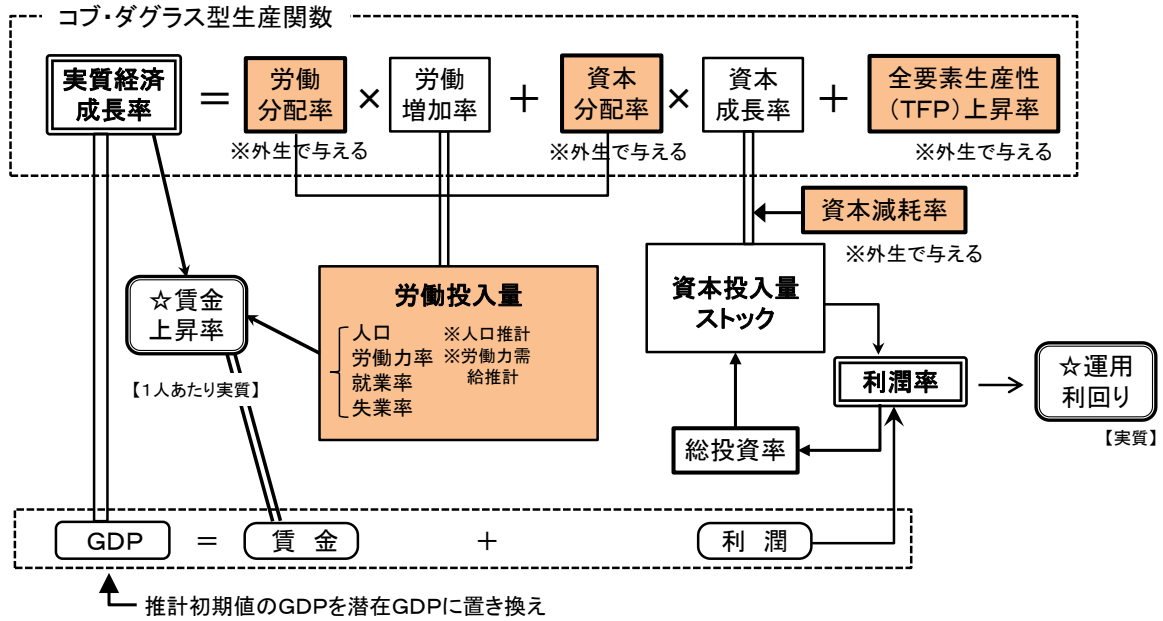 コブ・ダグラス型生産関数
実質経済
成長率
＝
労働
分配率
×
労働
増加率
＋
資本
分配率
×
資本
成長率
＋
全要素生産性
(TFP)上昇率
※外生で与える
※外生で与える
※外生で与える
資本減耗率
※外生で与える
☆賃金
上昇率
【１人あたり実質】
労働投入量
人口
労働力率
就業率
失業率
※人口推計
※労働力需
給推計
資本投入量
ストック
利潤率
☆運用
利回り
【実質】
総投資率
ＧＤＰ ＝ 賃 金 ＋ 利 潤
推計初期値のＧＤＰを潜在ＧＤＰに置き換え